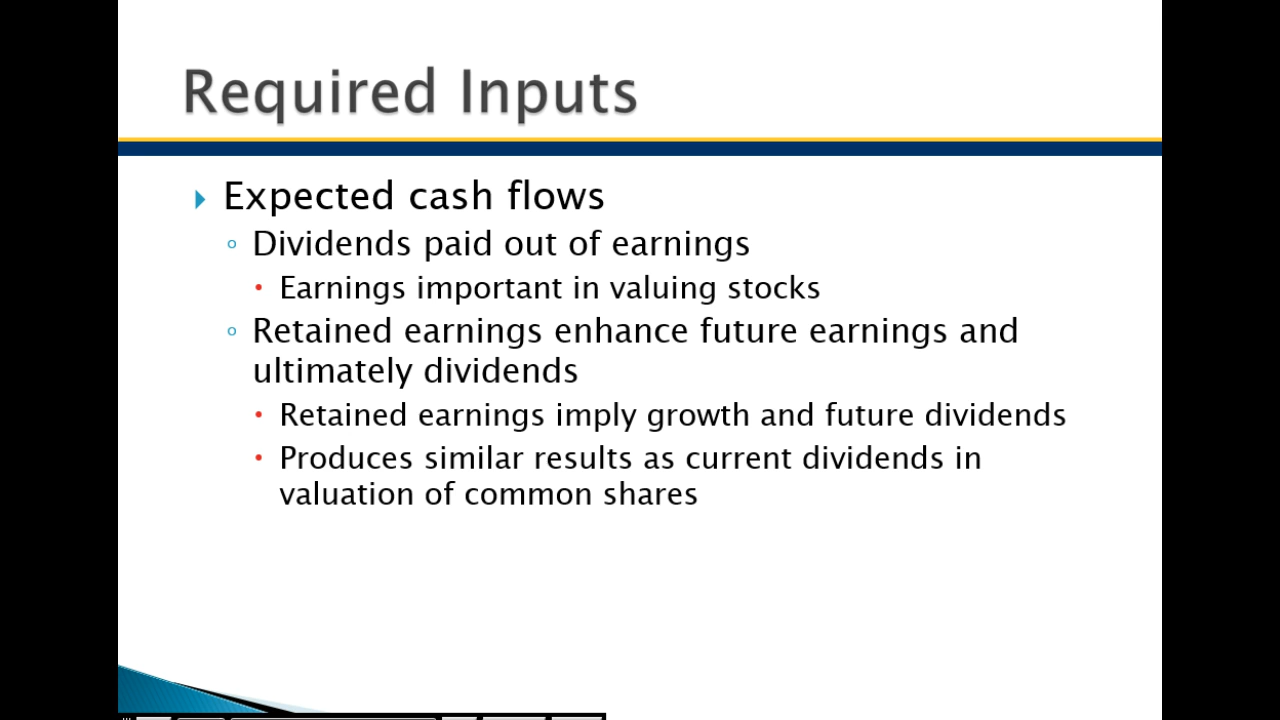 Required Inputs
Expected cash flows
Dividends paid out of earnings
Earnings important in valuing stocks
Retained earnings enhance future earnings and
ultimately dividends
Retained earnings imply growth and future dividends
Produces similar results as current dividends in
valuation of common shares